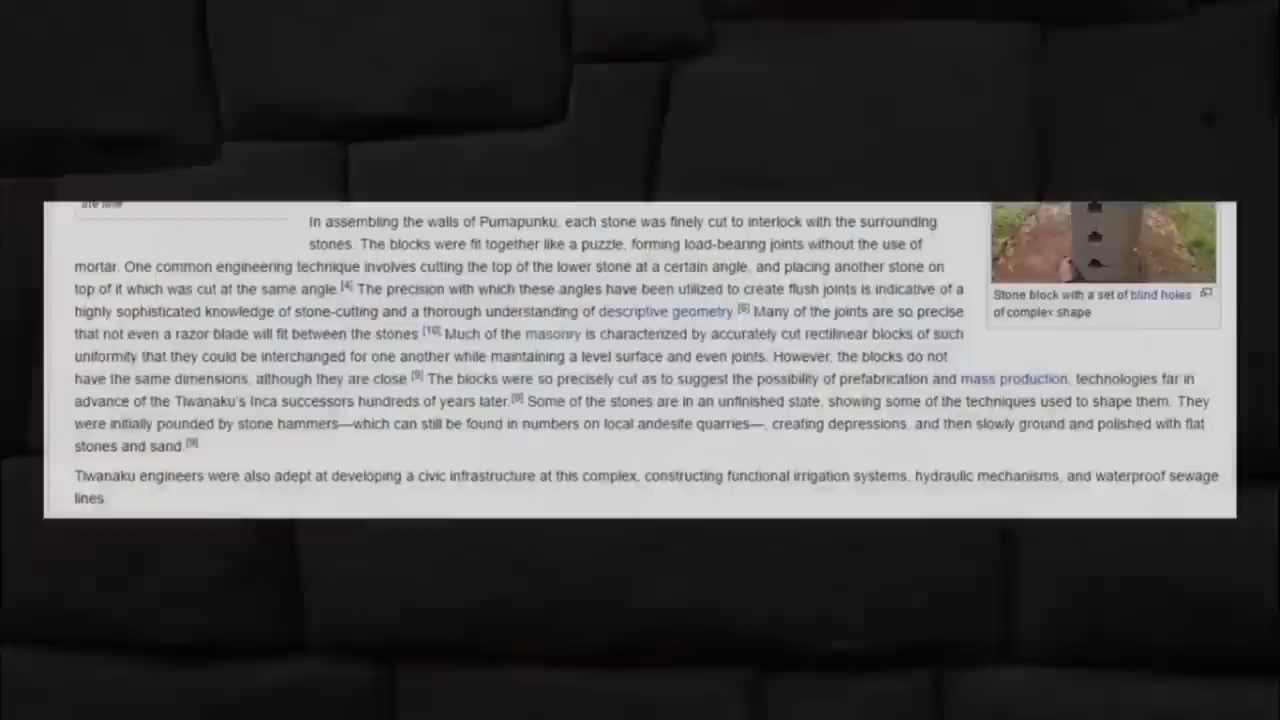 the line
In assembling the walls of Pumapunku, each stone was finely cut to interlock with the surrounding
stones. The blocks were fit together like a puzzle, forming load-bearing joints without the use of
mortar. One common engineering technique involves cutting the top of the lower stone at a certain angle, and placing another stone on
top of it which was cut at the same angle.[4] The precision with which these angles have been utilized to create flush joints is indicative of a
highly sophisticated knowledge of stone-cutting and a thorough understanding of descriptive geometry.[6] Many of the joints are so precise
that not even a razor blade will fit between the stones.[10] Much of the masonry is characterized by accurately cut rectilinear blocks of such
uniformity that they could be interchanged for one another while maintaining a level surface and even joints. However, the blocks do not
have the same dimensions, although they are close.[9] The blocks were so precisely cut as to suggest the possibility of prefabrication and mass production, technologies far in
advance of the Tiwanaku's Inca successors hundreds of years later.[9] Some of the stones are in an unfinished state, showing some of the techniques used to shape them. They
were initially pounded by stone hammers—which can still be found in numbers on local andesite quarries—, creating depressions, and then slowly ground and polished with flat
stones and sand.[9]
Tiwanaku engineers were also adept at developing a civic infrastructure at this complex, constructing functional irrigation systems, hydraulic mechanisms, and waterproof sewage
lines.
Stone block with a set of blind holes
of complex shape